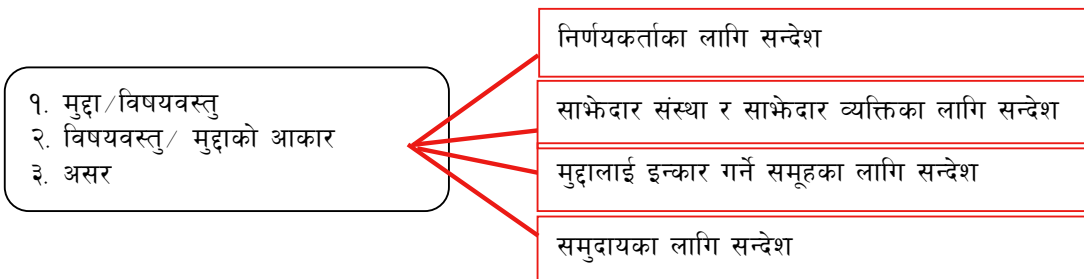 १. मुद्दा/विषयवस्तु
२. विषयवस्तु/ मुद्दाको आकार
३. असर
निर्णयकर्ताका लागि सन्देश
साझेदार संस्था र साझेदार व्यक्तिका लागि सन्देश
मुद्दालाई इन्कार गर्ने समूहका लागि सन्देश
समुदायका लागि सन्देश